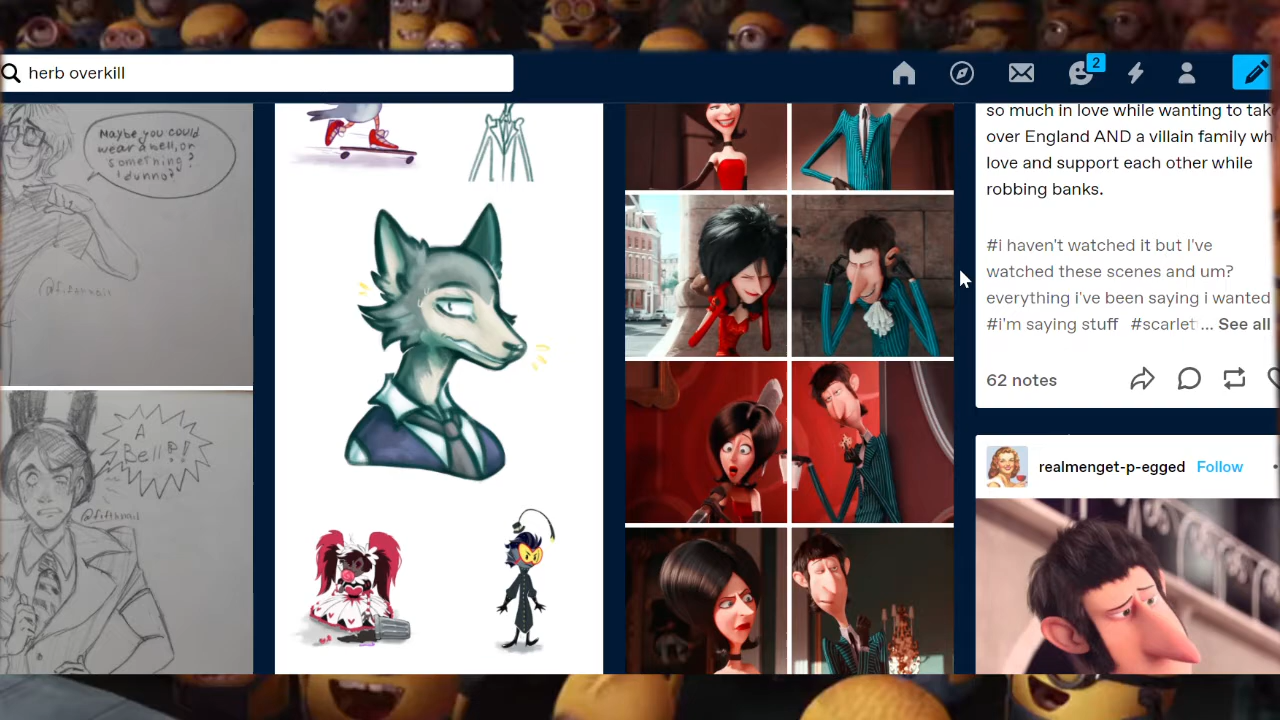 herb overkill
2
Maybe you could
wear a bell, or
something?
I dunno?
@fifthnail
A
Bell?!
@fifthnail
so much in love while wanting to tak
over England AND a villain family wh
love and support each other while
robbing banks.
#i haven't watched it but I've
watched these scenes and um?
everything i've been saying i wanted
#i'm saying stuff #scarlet ... See all
62 notes
realmenget-p-egged Follow